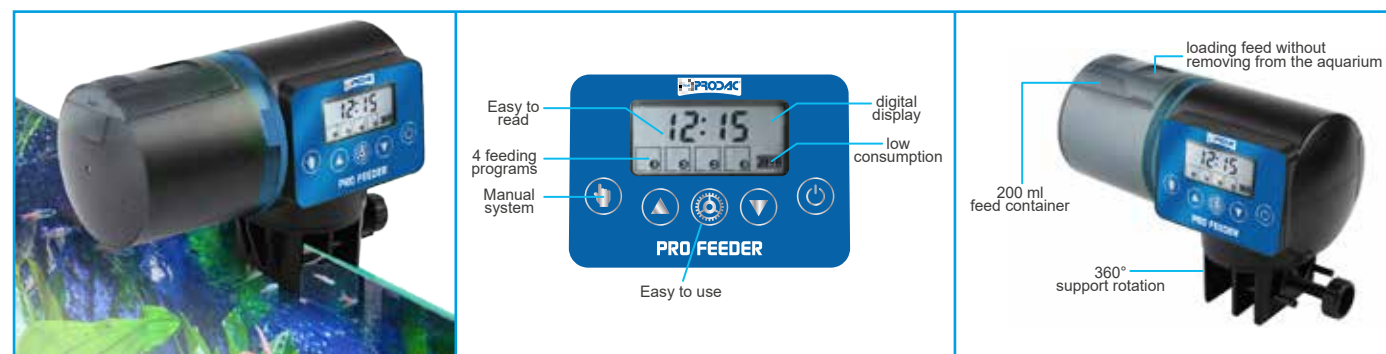 12:15
PRO FEEDER
PRODAC
Easy to
read
12:15
digital
display
4 feeding
programs
low
consumption
Manual
system
PRO FEEDER
Easy to use
loading feed without
removing from the aquarium
PRODAC
12:15
200 ml
feed container
PRO FEEDER
360°
support rotation